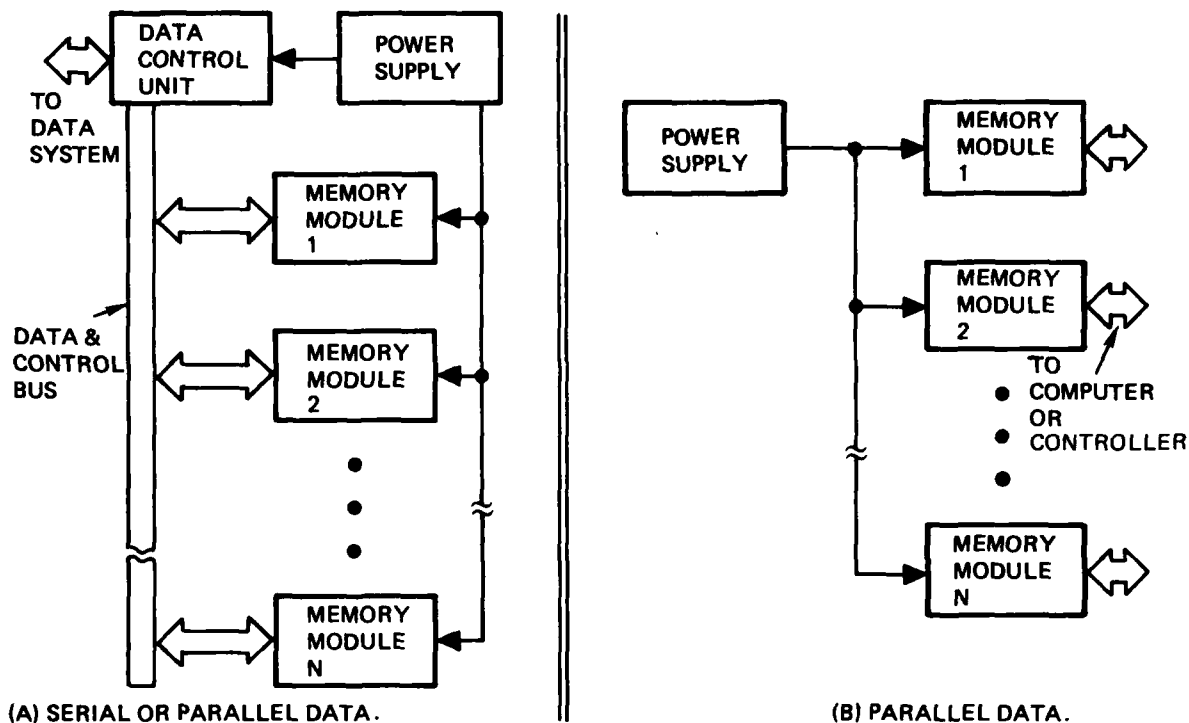 DATA
CONTROL
UNIT
POWER
SUPPLY
TO
DATA
SYSTEM
MEMORY
MODULE
1
DATA &
CONTROL
BUS
MEMORY
MODULE
2
MEMORY
MODULE
N
(A) SERIAL OR PARALLEL DATA.
POWER
SUPPLY
MEMORY
MODULE
1
MEMORY
MODULE
2
TO
COMPUTER
OR
CONTROLLER
MEMORY
MODULE
N
(B) PARALLEL DATA.